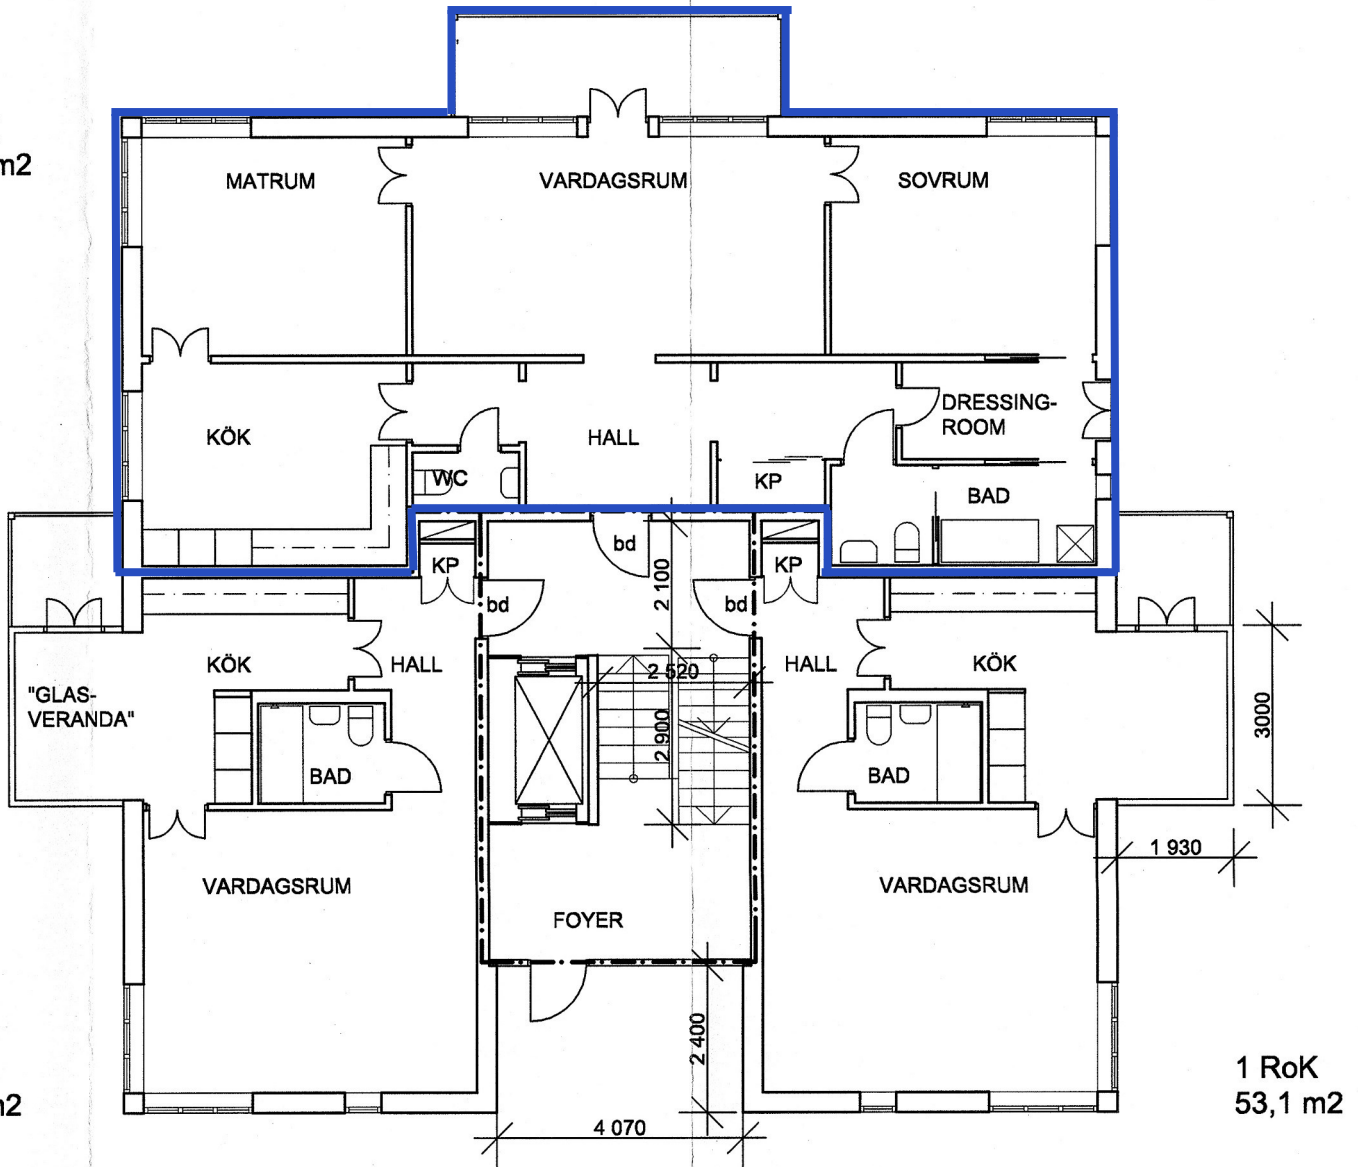 m2
MATRUM
VARDAGSRUM
SOVRUM
KÖK
WC
HALL
KP
DRESSING-
ROOM
BAD
KP
bd
bd
2 100
bd
KP
"GLAS-
VERANDA"
KÖK
HALL
BAD
2 520
2 900
HALL
KÖK
BAD
3000
1 930
VARDAGSRUM
FOYER
VARDAGSRUM
2 400
4 070
m2
1 RoK
53,1 m2